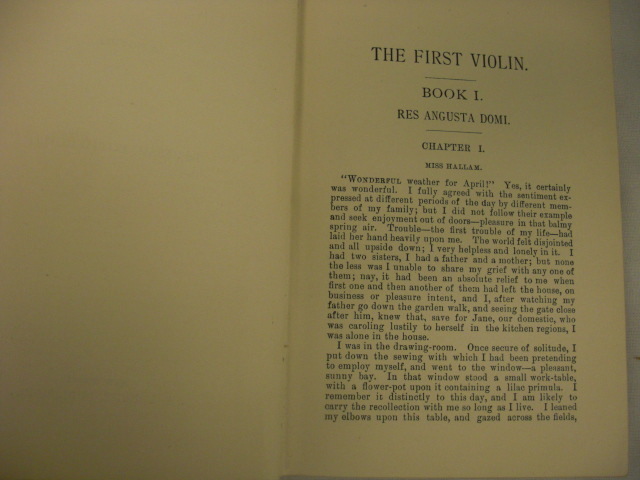 THE FIRST VIOLIN.
BOOK I.
RES ANGUSTA DOMI.
CHAPTER I.
MISS HALLAM.
"WONDERFUL weather for April!" Yes, it certainly
was wonderful. I fully agreed with the sentiment ex-
pressed at different periods of the day by different mem-
bers of my family; but I did not follow their example
and seek enjoyment out of doors—pleasure in that balmy
spring air. Trouble—the first trouble of my life—had
laid her hand heavily upon me. The world felt disjointed
and all upside down; I very helpless and lonely in it. I
had two sisters, I had a father and a mother; but none
the less was I unable to share my grief with any one of
them; nay, it had been an absolute relief to me when
first one and then another of them had left the house, on
business or pleasure intent, and I, after watching my
father go down the garden walk, and seeing the gate close
after him, knew that, save for Jane, our domestic, who
was caroling lustily to herself in the kitchen regions, I
was alone in the house.
I was in the drawing-room. Once secure of solitude, I
put down the sewing with which I had been pretending
to employ myself, and went to the window—a pleasant,
sunny bay. In that window stood a small work-table,
with a flower-pot upon it containing a lilac primula. I
remember it distinctly to this day, and I am likely to
carry the recollection with me so long as I live. I leaned
my elbows upon this table, and gazed across the fields,